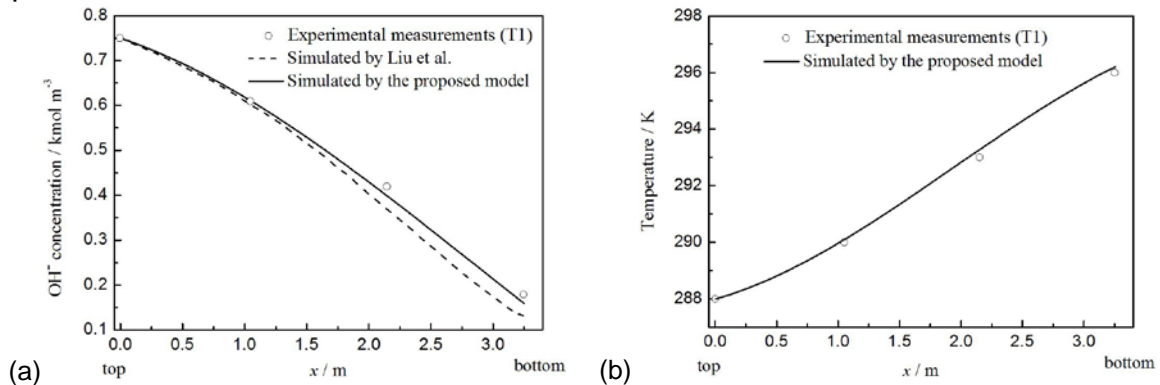 0.8
0.7
0.6
0.5
0.4
0.3
0.2
0.1
OH⁻ concentration / kmol m⁻³
Experimental measurements (T1)
Simulated by Liu et al.
Simulated by the proposed model
0.0 0.5 1.0 1.5 2.0 2.5 3.0
top x / m bottom
(a)
298
296
294
292
290
288
Temperature / K
Experimental measurements (T1)
Simulated by the proposed model
0.0 0.5 1.0 1.5 2.0 2.5 3.0
top x / m bottom
(b)